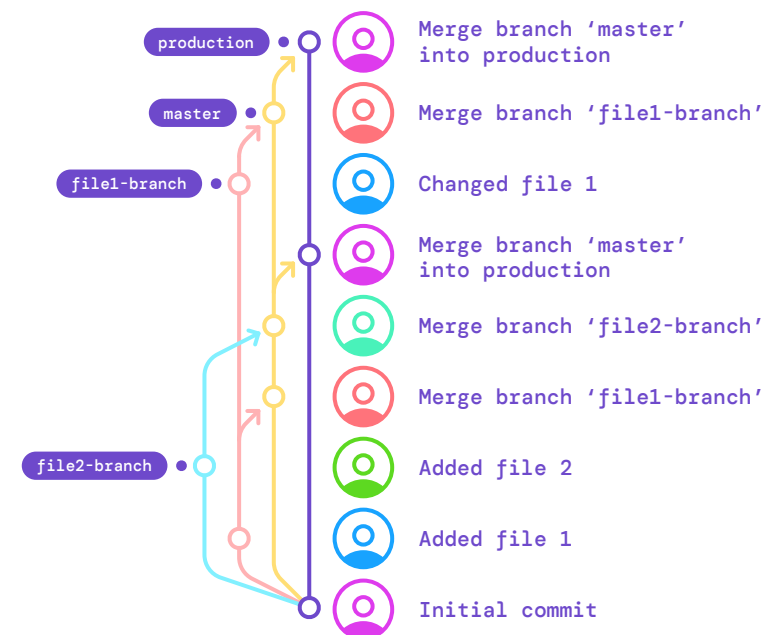 production
Merge branch ‘master’
into production
master
Merge branch ‘file1-branch’
file1-branch
Changed file 1
Merge branch ‘master’
into production
Merge branch ‘file2-branch’
Merge branch ‘file1-branch’
file2-branch
Added file 2
Added file 1
Initial commit